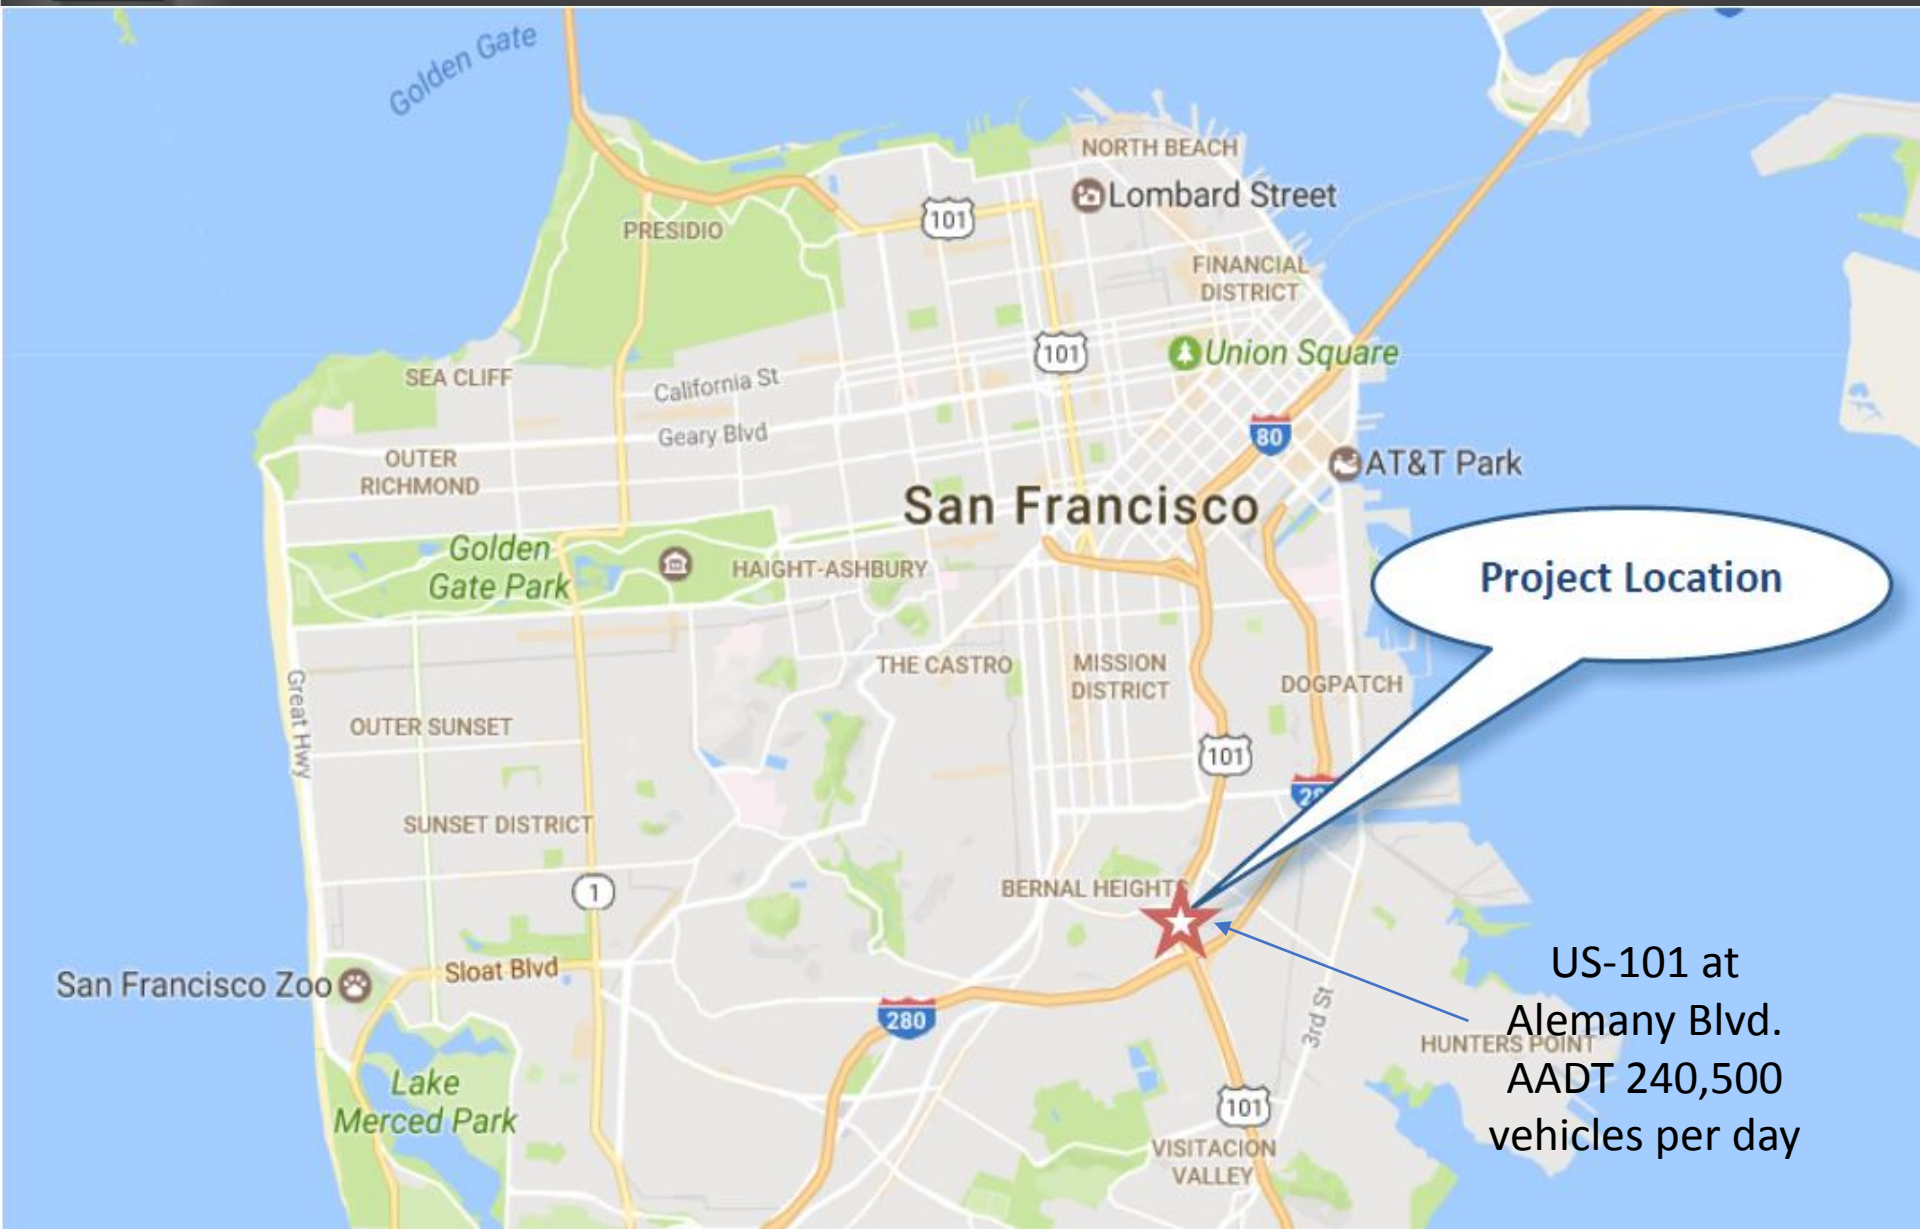 Golden Gate
NORTH BEACH
Lombard Street
101
PRESIDIO
FINANCIAL
DISTRICT
101
Union Square
SEA CLIFF
California St
Geary Blvd
80
OUTER
RICHMOND
AT&T Park
San Francisco
Golden
Gate Park
HAIGHT-ASHBURY
Project Location
THE CASTRO
MISSION
DISTRICT
DOGPATCH
Great Hwy
OUTER SUNSET
101
SUNSET DISTRICT
1
BERNAL HEIGHTS
San Francisco Zoo
Sloat Blvd
280
3rd St
US-101 at
Alemany Blvd.
HUNTERS POINT
AADT 240,500
vehicles per day
Lake
Merced Park
101
VISITACION
VALLEY